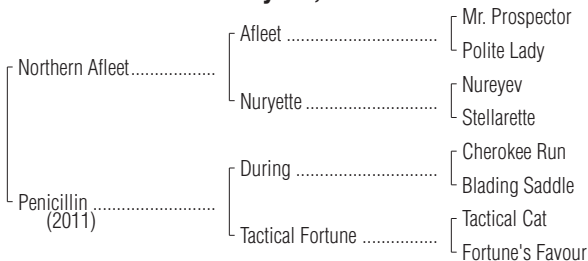 Mr. Prospector
Afleet
Polite Lady
Northern Afleet
Nureyev
Nuryette
Stellarette
Cherokee Run
During
Blading Saddle
Penicillin
(2011)
Tactical Cat
Tactical Fortune
Fortune's Favour